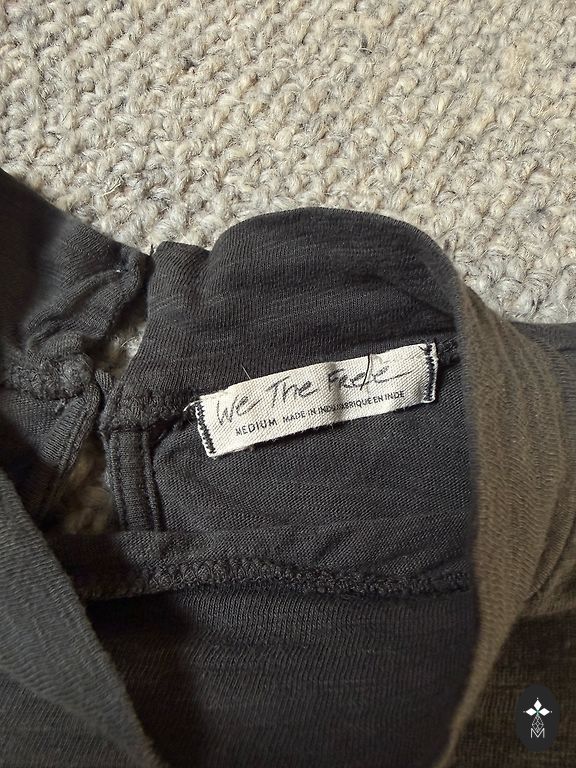 We The Free
MEDIUM MADE IN INDIA/FABRIQUE EN INDE
M